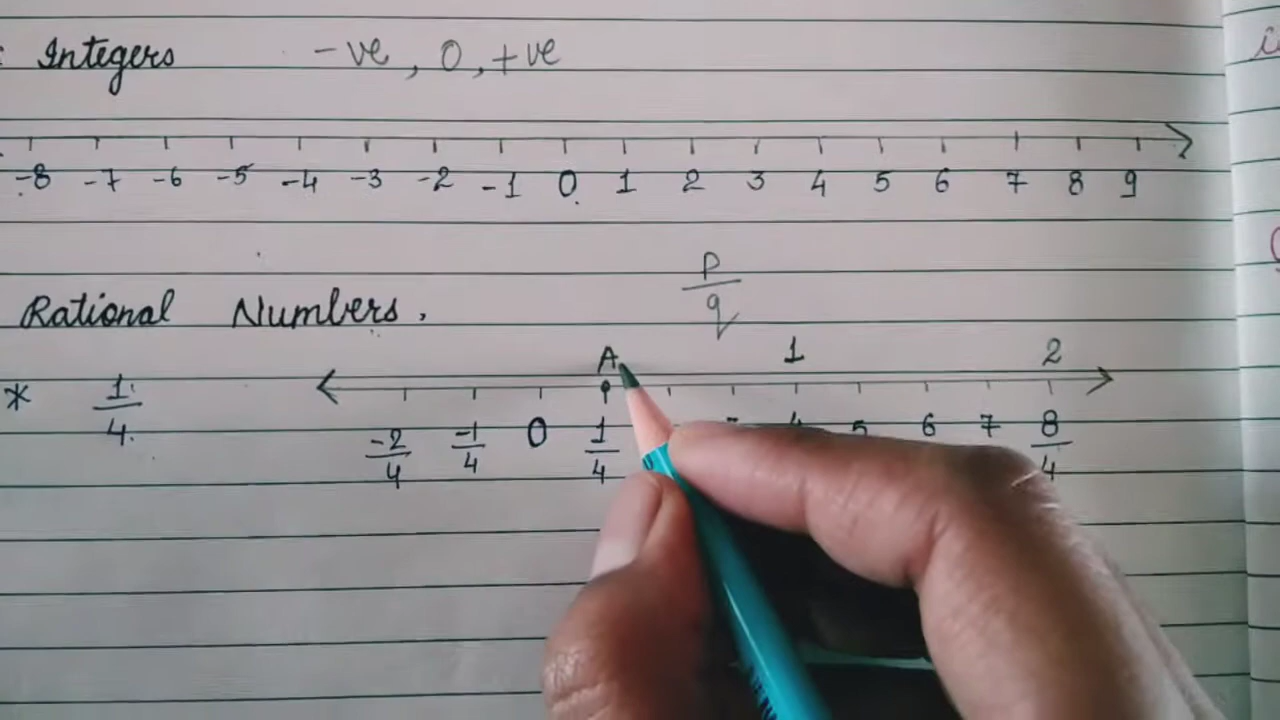 : Integers -ve, 0, +ve
-8 -7 -6 -5 -4 -3 -2 -1 0 1 2 3 4 5 6 7 8 9
p/q
Rational Numbers.
A 1 2
* 1/4
-2/4 -1/4 0 1/4 6 7 8/4